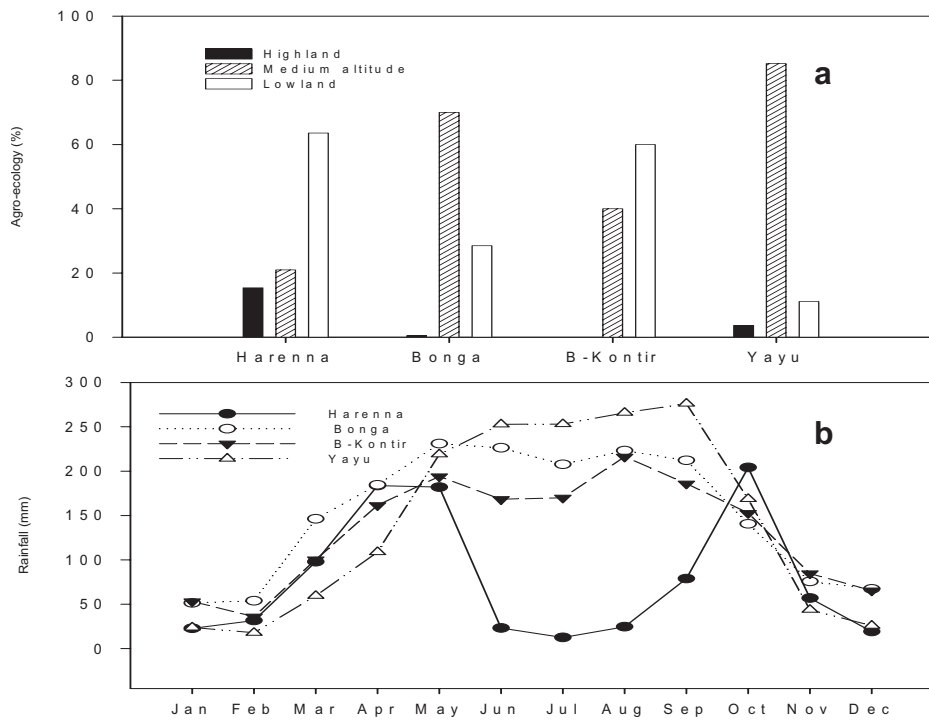 100
80
60
40
20
0
Agro-ecology (%)
Highland
Medium altitude
Lowland
a
Harenna Bonga B-Kontir Yayu
300
250
200
150
100
50
0
Rainfall (mm)
Harenna
Bonga
B-Kontir
Yayu
b
Jan Feb Mar Apr May Jun Jul Aug Sep Oct Nov Dec